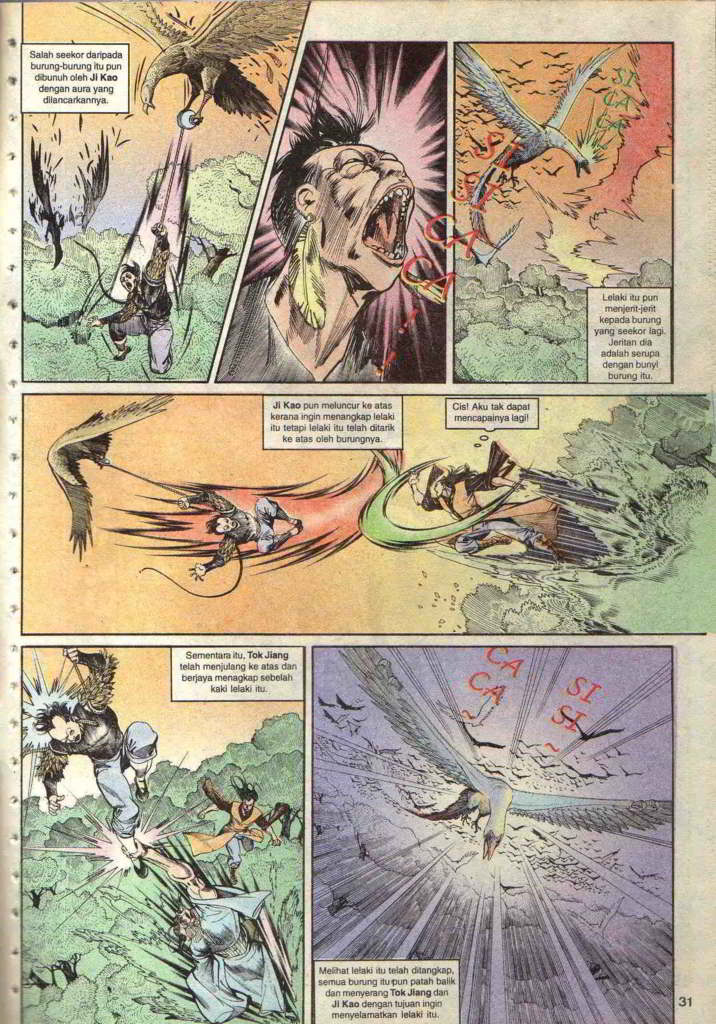 Salah seekor daripada
burung-burung itu pun
dibunuh oleh Ji Kao
dengan aura yang
dilancarkannya.
SI
SI
CA
CA
!!
SI
CA
CA
Lelaki itu pun
menjerit-jerit
kepada burung
yang seekor lagi.
Jeritan dia
adalah serupa
dengan bunyi
burung itu.
Ji Kao pun meluncur ke atas
kerana ingin menangkap lelaki
itu tetapi lelaki itu telah ditarik
ke atas oleh burungnya.
Cis! Aku tak dapat
mencapainya lagi!
Sementara itu, Tok Jiang
telah menjulang ke atas dan
berjaya menagkap sebelah
kaki lelaki itu.
CA
CA
~
SI
SI
~
Melihat lelaki itu telah ditangkap,
semua burung itu pun patah balik
dan menyerang Tok Jiang dan
Ji Kao dengan tujuan ingin
menyelamatkan lelaki itu.
31